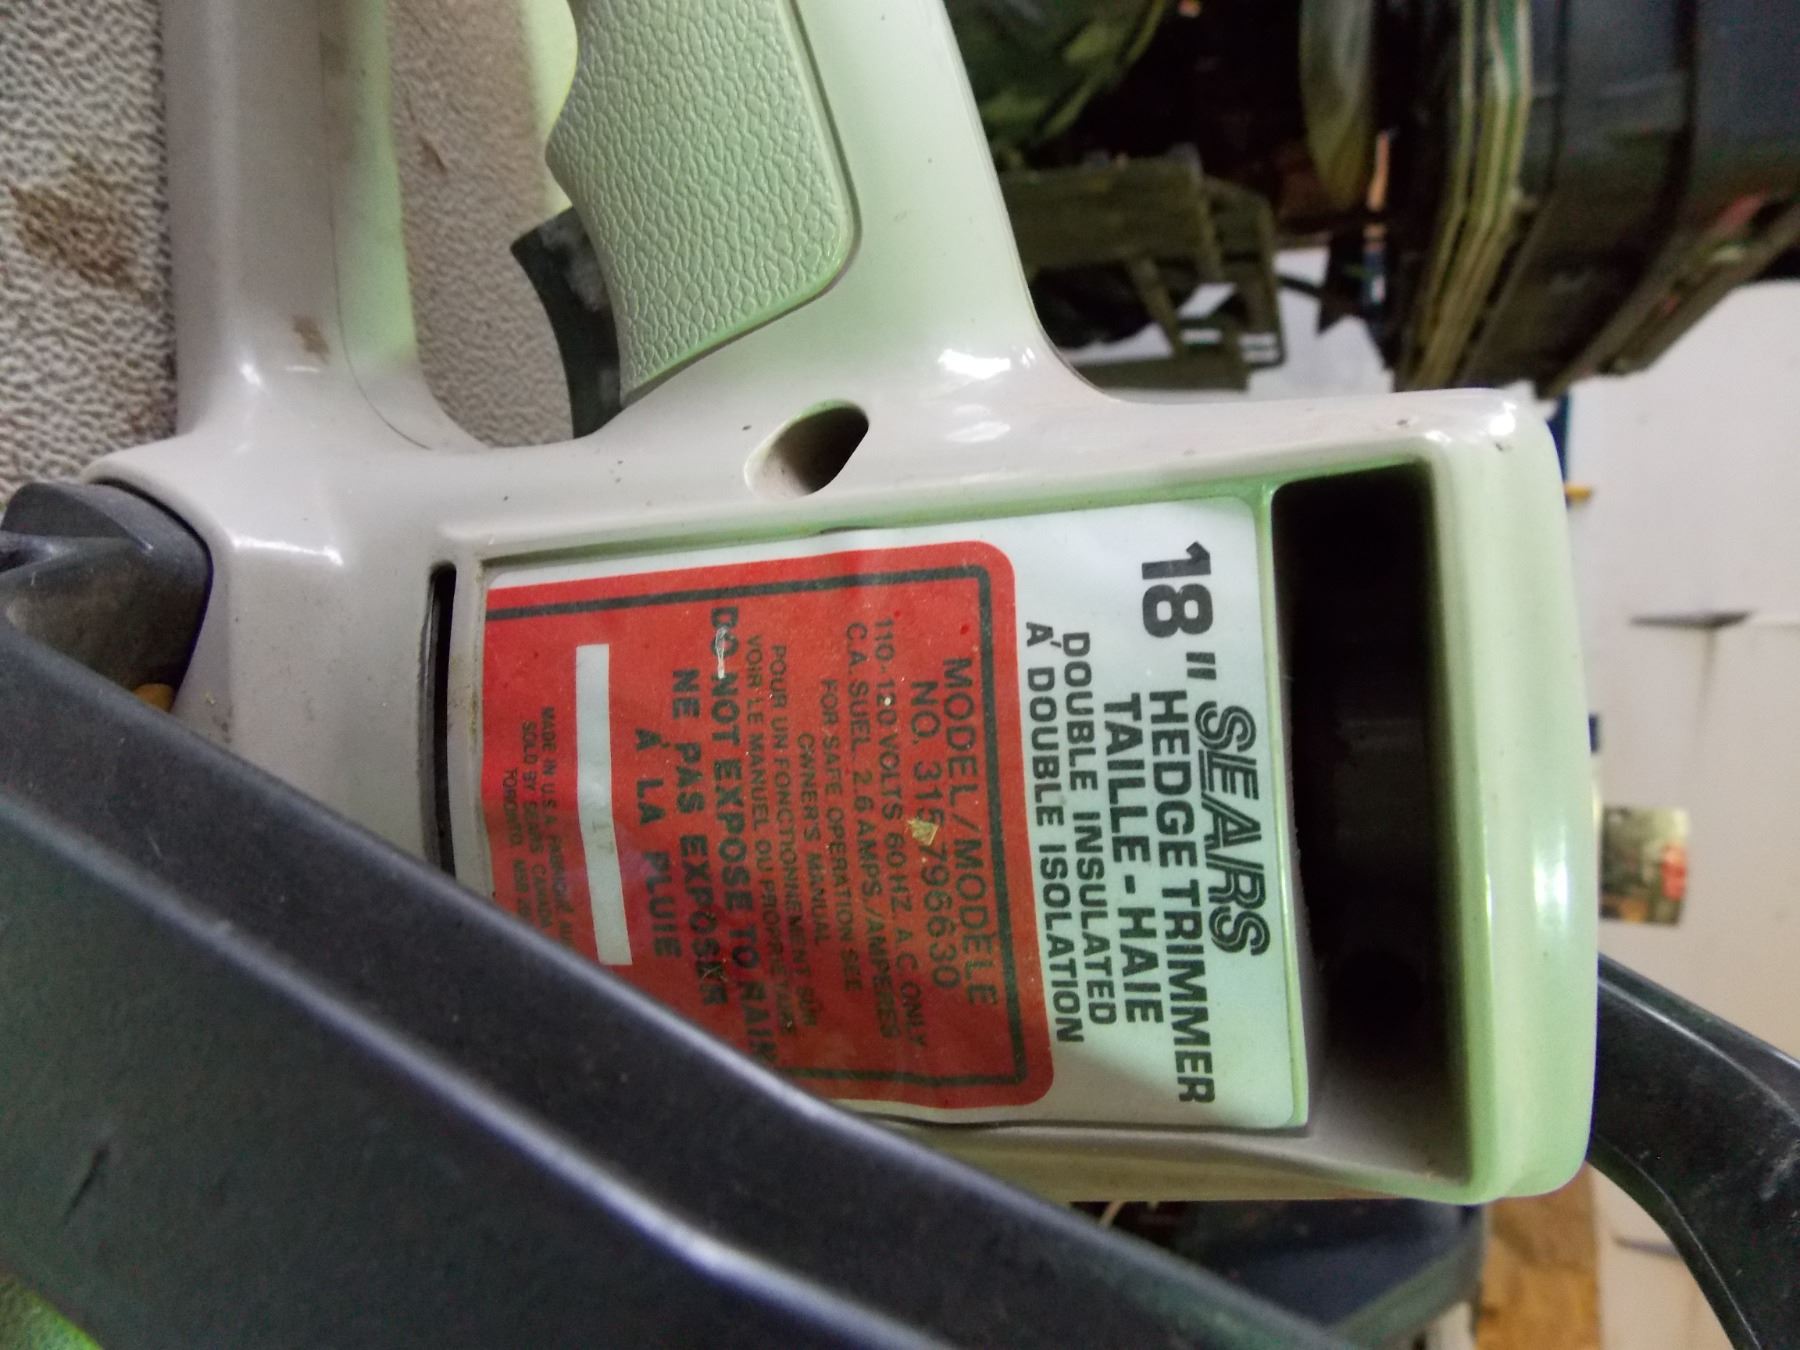 SEARS
18" HEDGE TRIMMER
TAILLE-HAIE
DOUBLE INSULATED
À DOUBLE ISOLATION
MODEL/MODELE
NO. 315.796630
110-120 VOLTS 60 HZ. A.C. ONLY
C.A. SUEL. 2.6 AMPS./AMPERES
FOR SAFE OPERATION SEE
OWNER'S MANUAL
POUR UN FONCTIONNEMENT SUR
VOIR LE MANUEL DU PROPRIETAIRE
DO NOT EXPOSE TO RAIN
NE PAS EXPOSER
À LA PLUIE
MADE IN U.S.A.
SOLD BY SEARS CANADA
TORONTO,